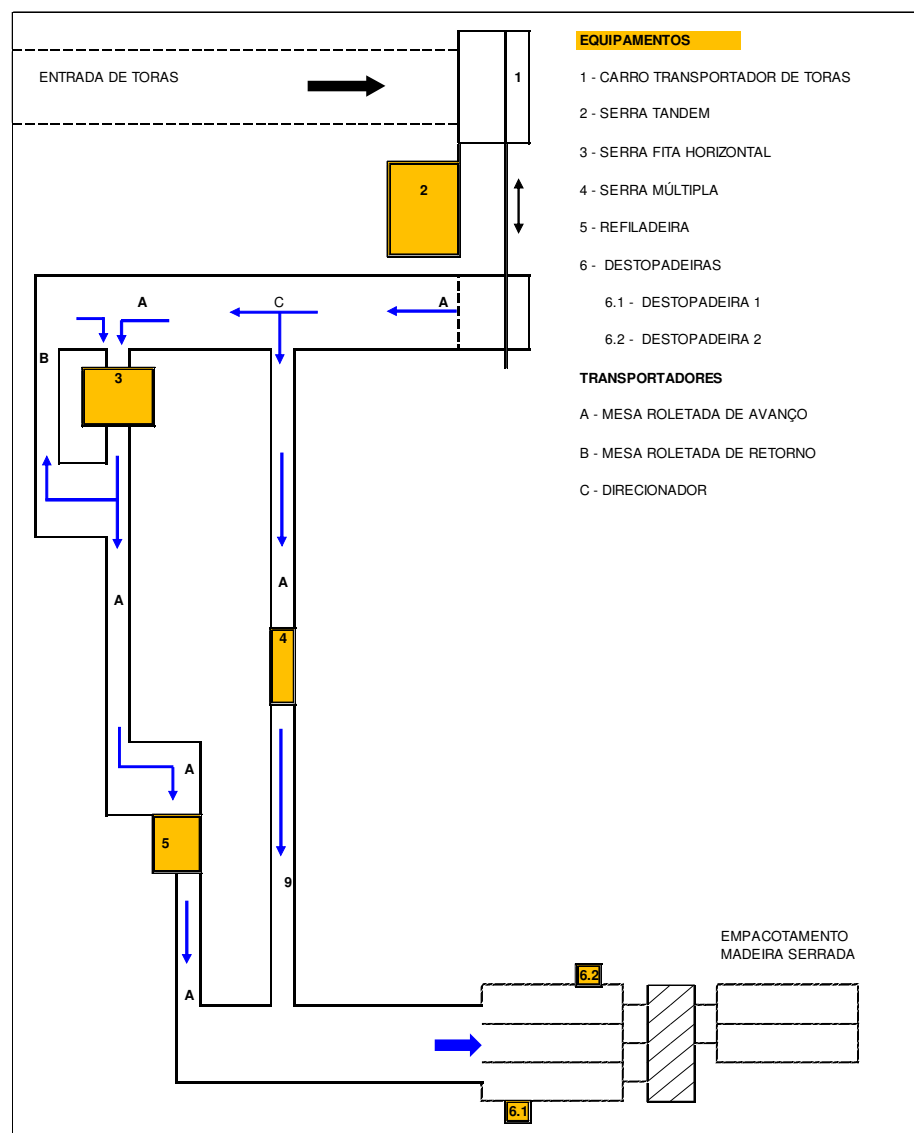 EQUIPAMENTOS
ENTRADA DE TORAS
1
1 - CARRO TRANSPORTADOR DE TORAS
2 - SERRA TANDEM
3 - SERRA FITA HORIZONTAL
2
4 - SERRA MÚLTIPLA
5 - REFILADEIRA
6 - DESTOPADEIRAS
A
C
A
6.1 - DESTOPADEIRA 1
6.2 - DESTOPADEIRA 2
B
3
TRANSPORTADORES
A - MESA ROLETADA DE AVANÇO
B - MESA ROLETADA DE RETORNO
C - DIRECIONADOR
A
A
4
A
5
9
A
EMPACOTAMENTO
MADEIRA SERRADA
6.2
6.1